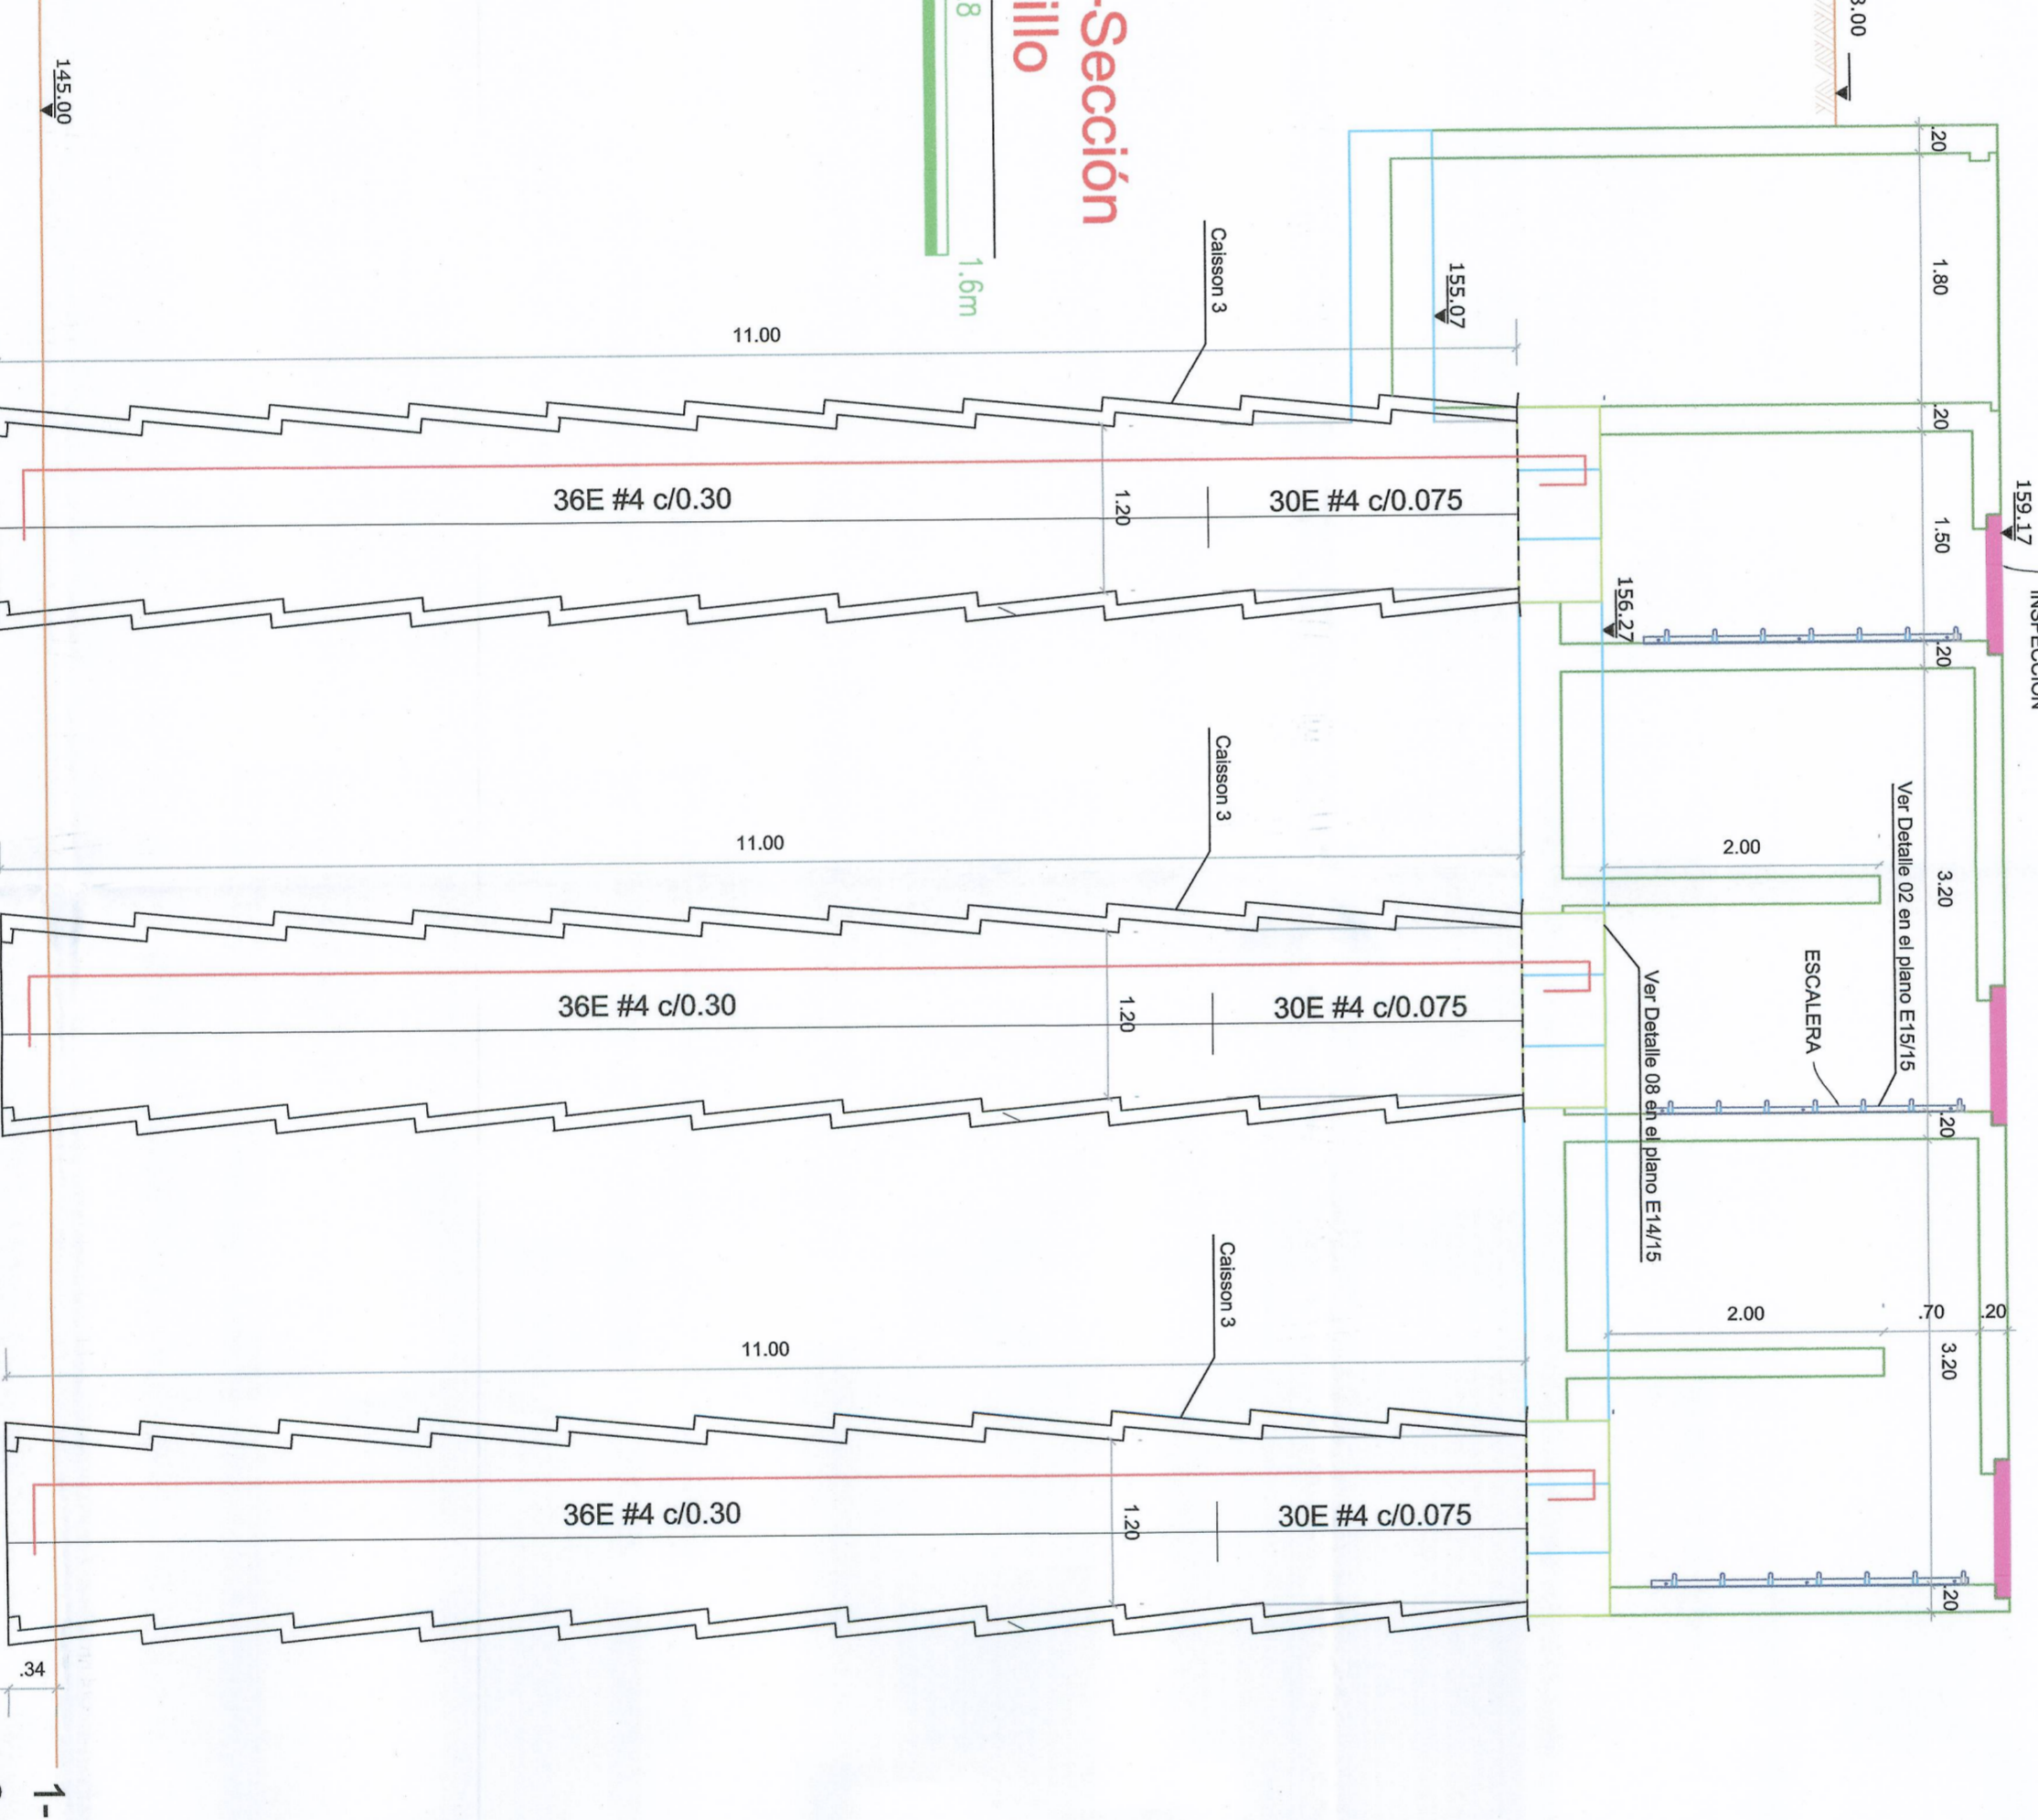 -Sección
illo
8
1.6m
145.00
3.00
.20
1.80
.20
1.50
.20
3.20
.20
3.20
.20
159.17
INSPECCIÓN
155.07
156.27
Caisson 3
11.00
36E #4 c/0.30
1.20
30E #4 c/0.075
Caisson 3
11.00
36E #4 c/0.30
1.20
30E #4 c/0.075
2.00
Ver Detalle 02 en el plano E15/15
ESCALERA
Ver Detalle 08 en el plano E14/15
Caisson 3
11.00
36E #4 c/0.30
1.20
30E #4 c/0.075
2.00
.70
.20
.34
1-